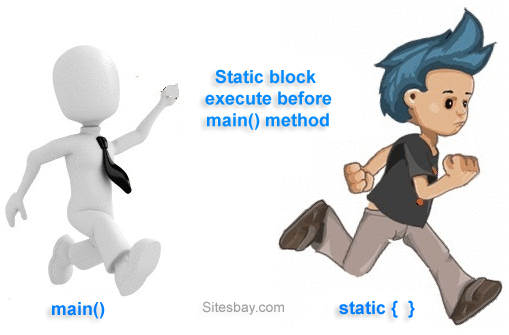 Static block
execute before
main() method
main()
Sitesbay.com
static {  }